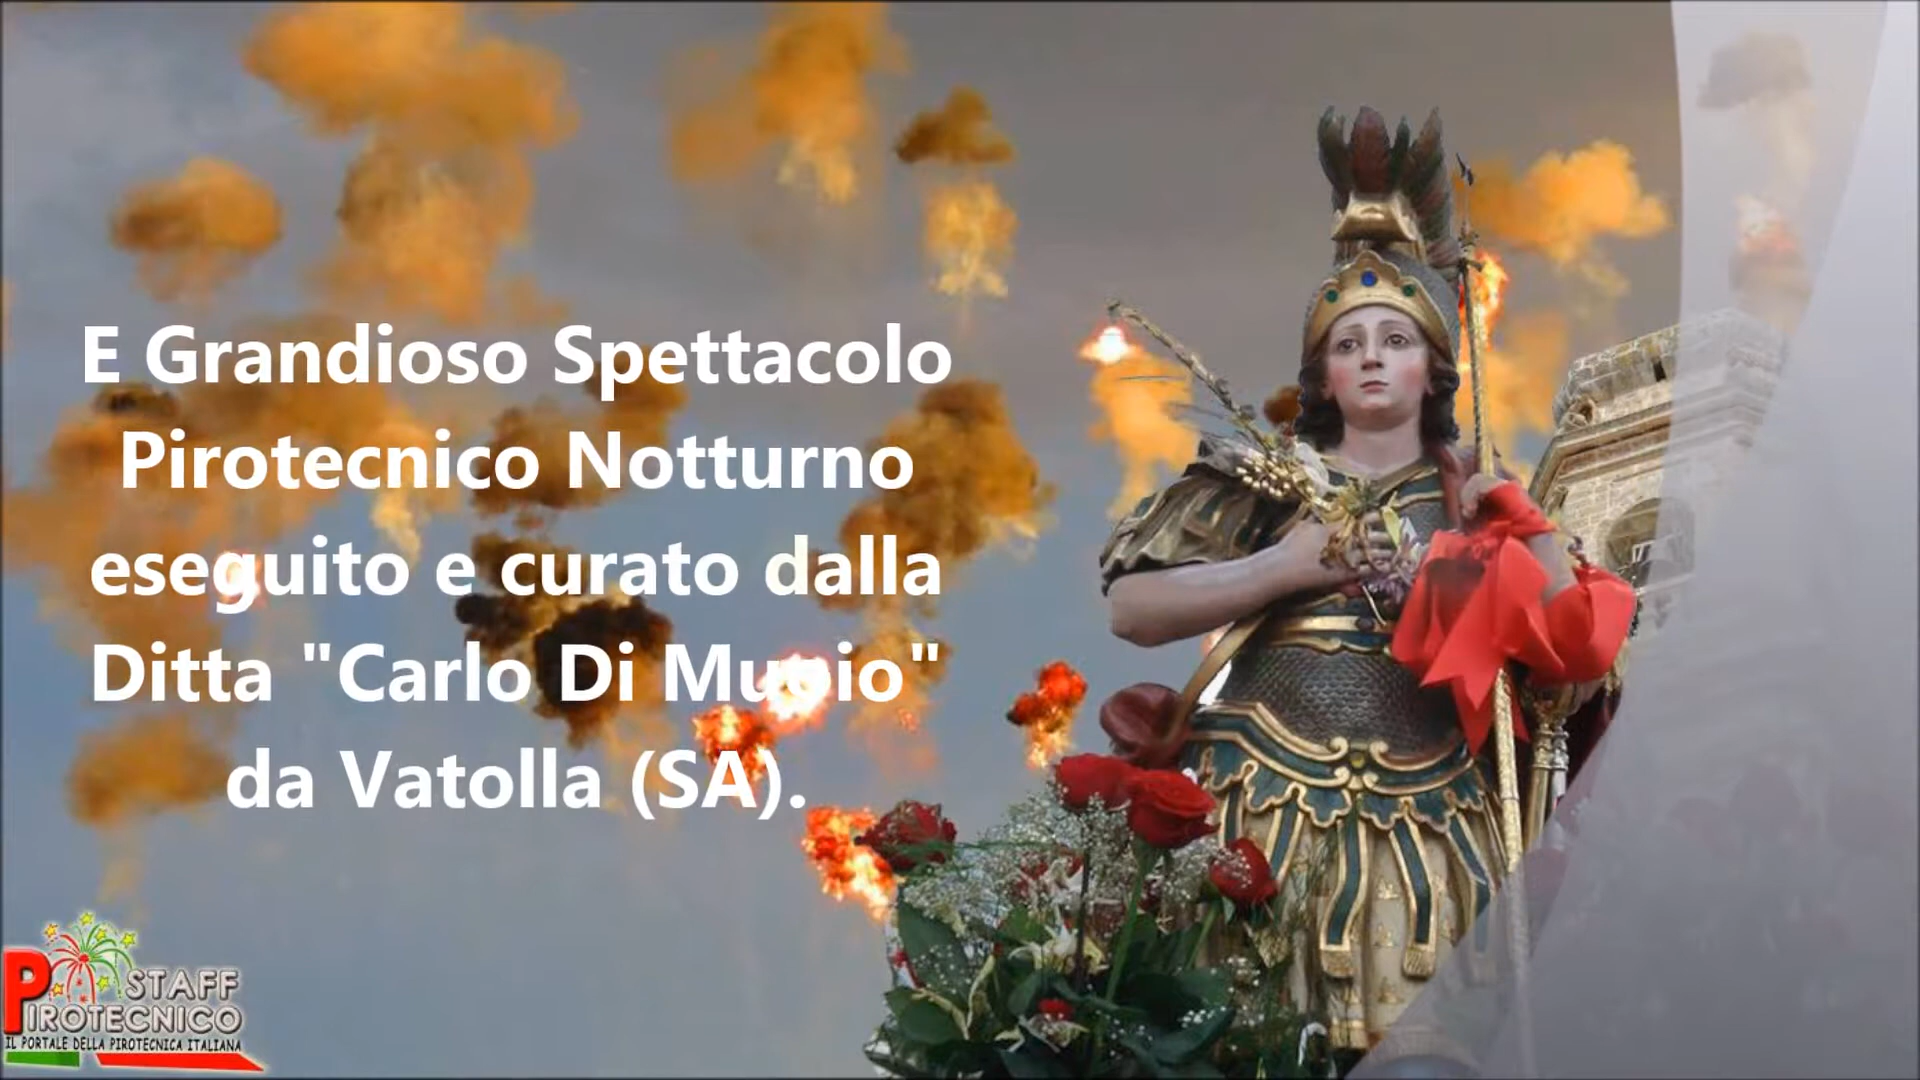 E Grandioso Spettacolo
Pirotecnico Notturno
eseguito e curato dalla
Ditta "Carlo Di Muoio"
da Vatolla (SA).
STAFF
PIROTECNICO
IL PORTALE DELLA PIROTECNICA ITALIANA